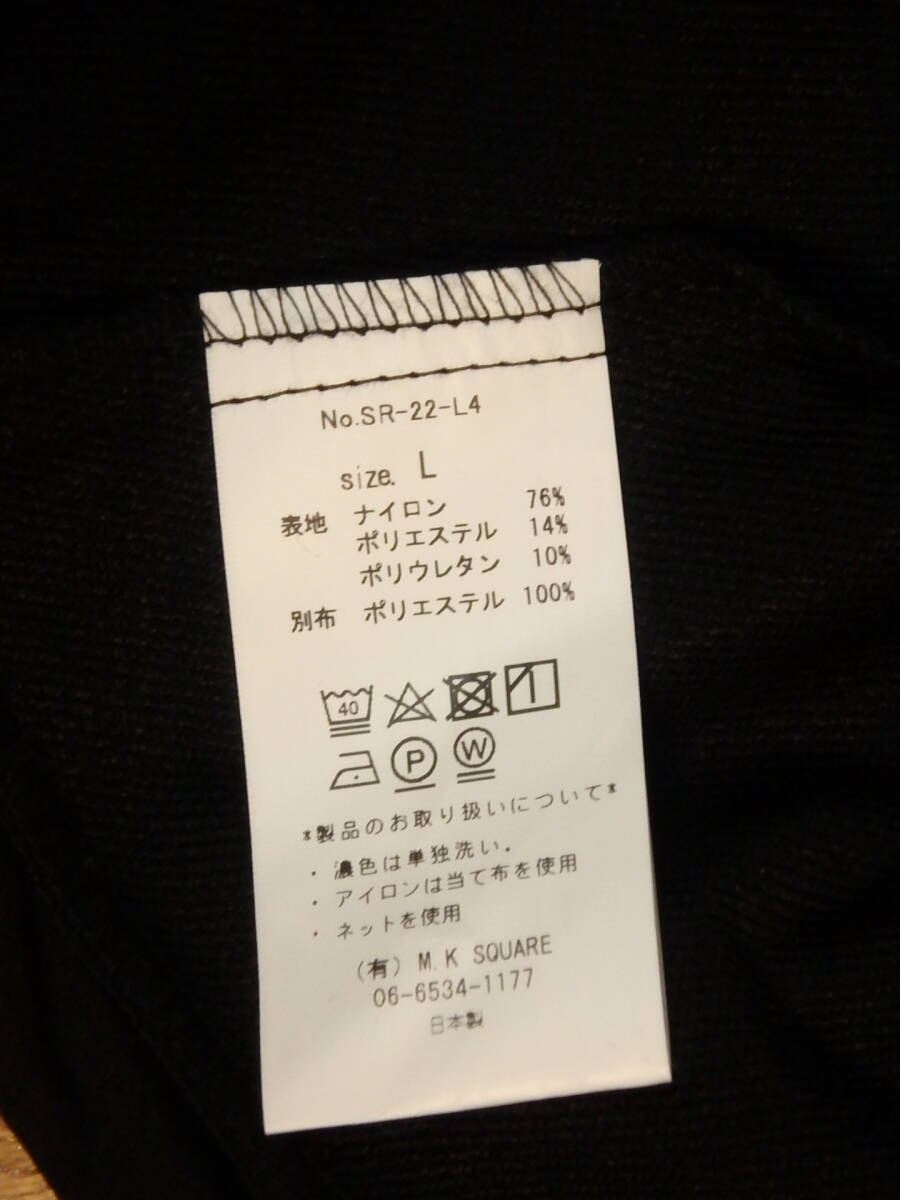 No.SR-22-L4
size. L
表地 ナイロン 76%
ポリエステル 14%
ポリウレタン 10%
別布 ポリエステル 100%
40
P W
*製品のお取り扱いについて*
・濃色は単独洗い.
・アイロンは当て布を使用
・ネットを使用
(有) M.K SQUARE
06-6534-1177
日本製